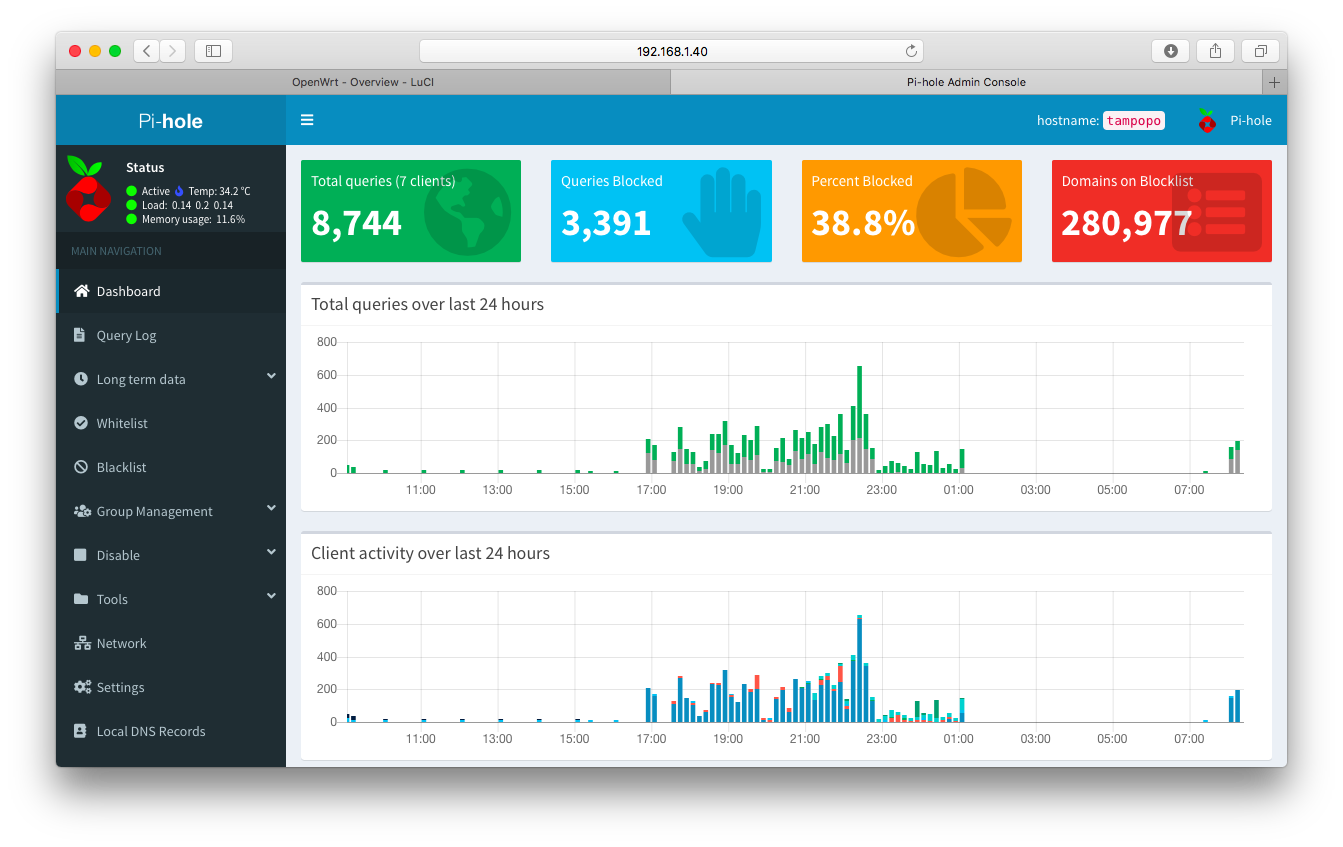 192.168.1.40
OpenWrt - Overview - LuCI
Pi-hole Admin Console
Pi-hole
hostname: tampopo
Pi-hole
Status
Active Temp: 34.2 °C
Load: 0.14 0.2 0.14
Memory usage: 11.6%
MAIN NAVIGATION
Dashboard
Query Log
Long term data
Whitelist
Blacklist
Group Management
Disable
Tools
Network
Settings
Local DNS Records
Total queries (7 clients)
8,744
Queries Blocked
3,391
Percent Blocked
38.8%
Domains on Blocklist
280,977
Total queries over last 24 hours
800
600
400
200
0
11:00 13:00 15:00 17:00 19:00 21:00 23:00 01:00 03:00 05:00 07:00
Client activity over last 24 hours
800
600
400
200
0
11:00 13:00 15:00 17:00 19:00 21:00 23:00 01:00 03:00 05:00 07:00